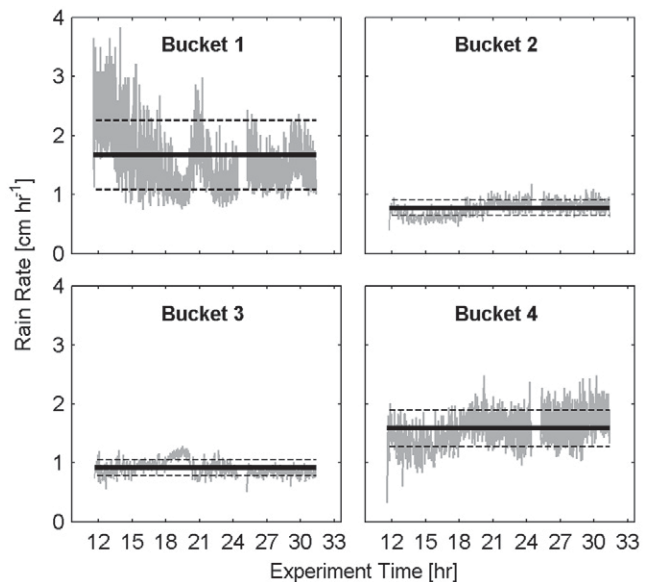 Bucket 1
Bucket 2
4
3
2
1
0
Rain Rate [cm hr-1]
Bucket 3
Bucket 4
4
3
2
1
0
12 15 18 21 24 27 30 33
12 15 18 21 24 27 30 33
Experiment Time [hr]